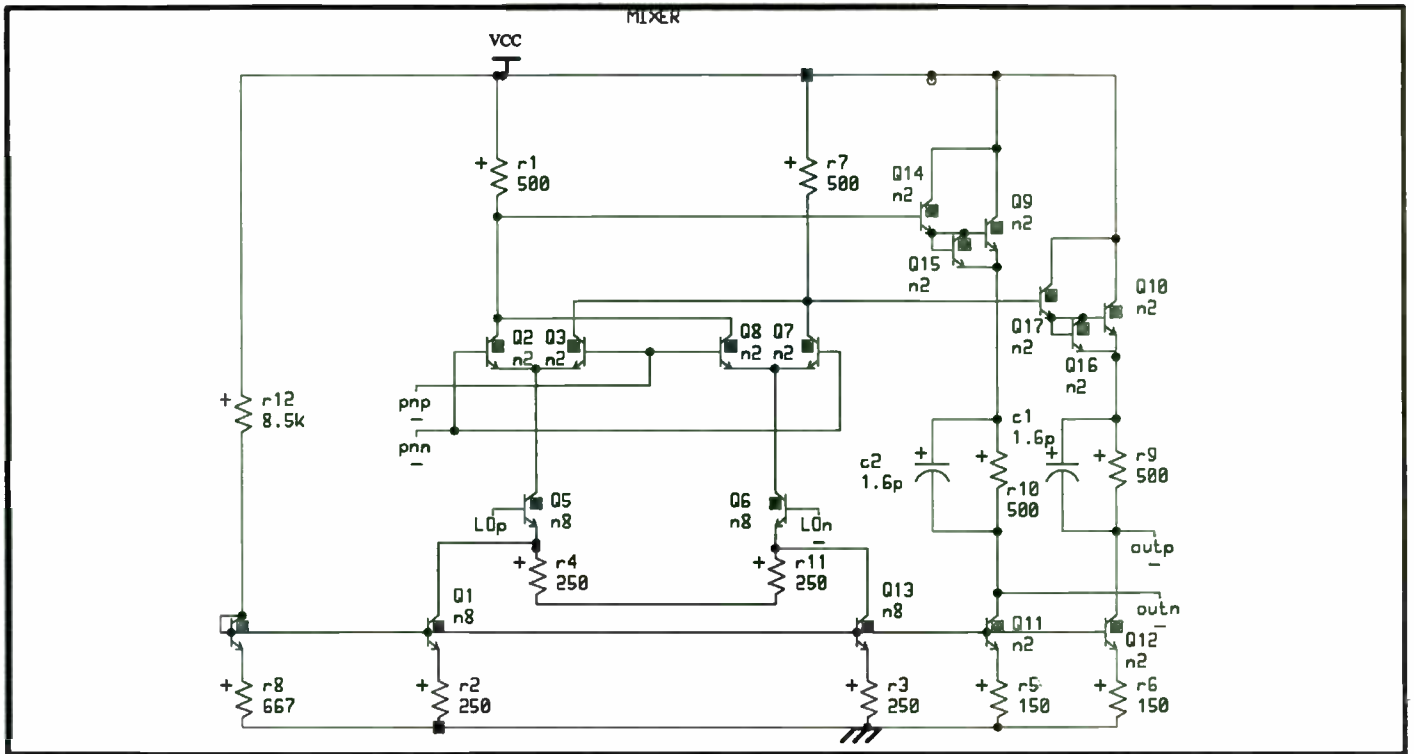 MIXER
VCC
r1
500
r7
500
Q14
n2
Q9
n2
Q15
n2
Q10
n2
Q17
n2
Q16
n2
Q2
n2
Q3
n2
Q8
n2
Q7
n2
r12
8.5k
pnp
pnn
c1
1.6p
c2
1.6p
r10
500
r9
500
Q5
n8
Q6
n8
LOp
LOn
r4
250
r11
250
outp
outn
Q1
n8
Q13
n8
Q11
n2
Q12
n2
r8
667
r2
250
r3
250
r5
150
r6
150